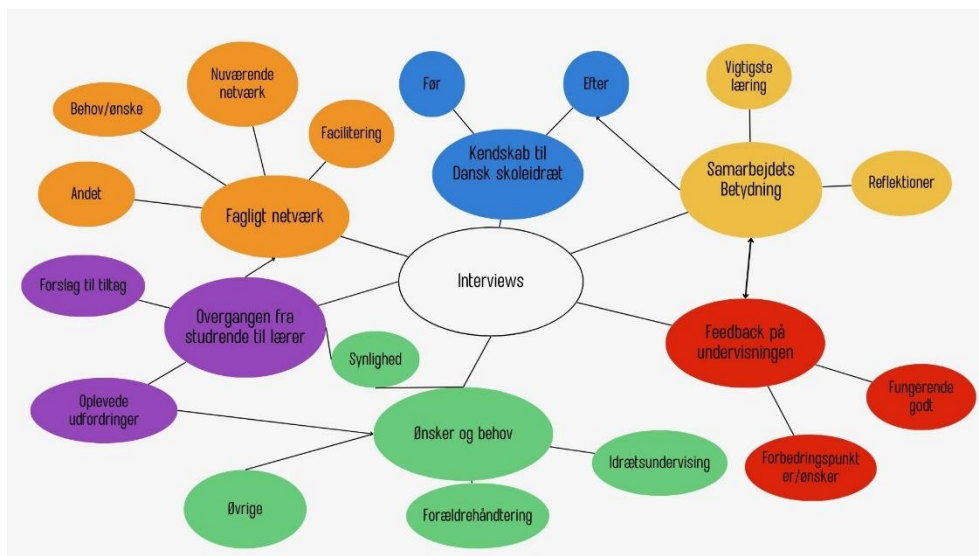 Nuværende
netværk
Før
Efter
Vigtigste
læring
Behov/ønske
Facilitering
Kendskab til
Dansk skoleidræt
Samarbejdets
Betydning
Reflektioner
Andet
Fagligt netværk
Forslag til tiltag
Interviews
Overgangen fra
studrende til lærer
Feedback på
undervisningen
Synlighed
Fungerende
godt
Oplevede
udfordringer
Ønsker og behov
Idrætsundervising
Forbedringspunkt
er/ønsker
Øvrige
Forældrehåndtering